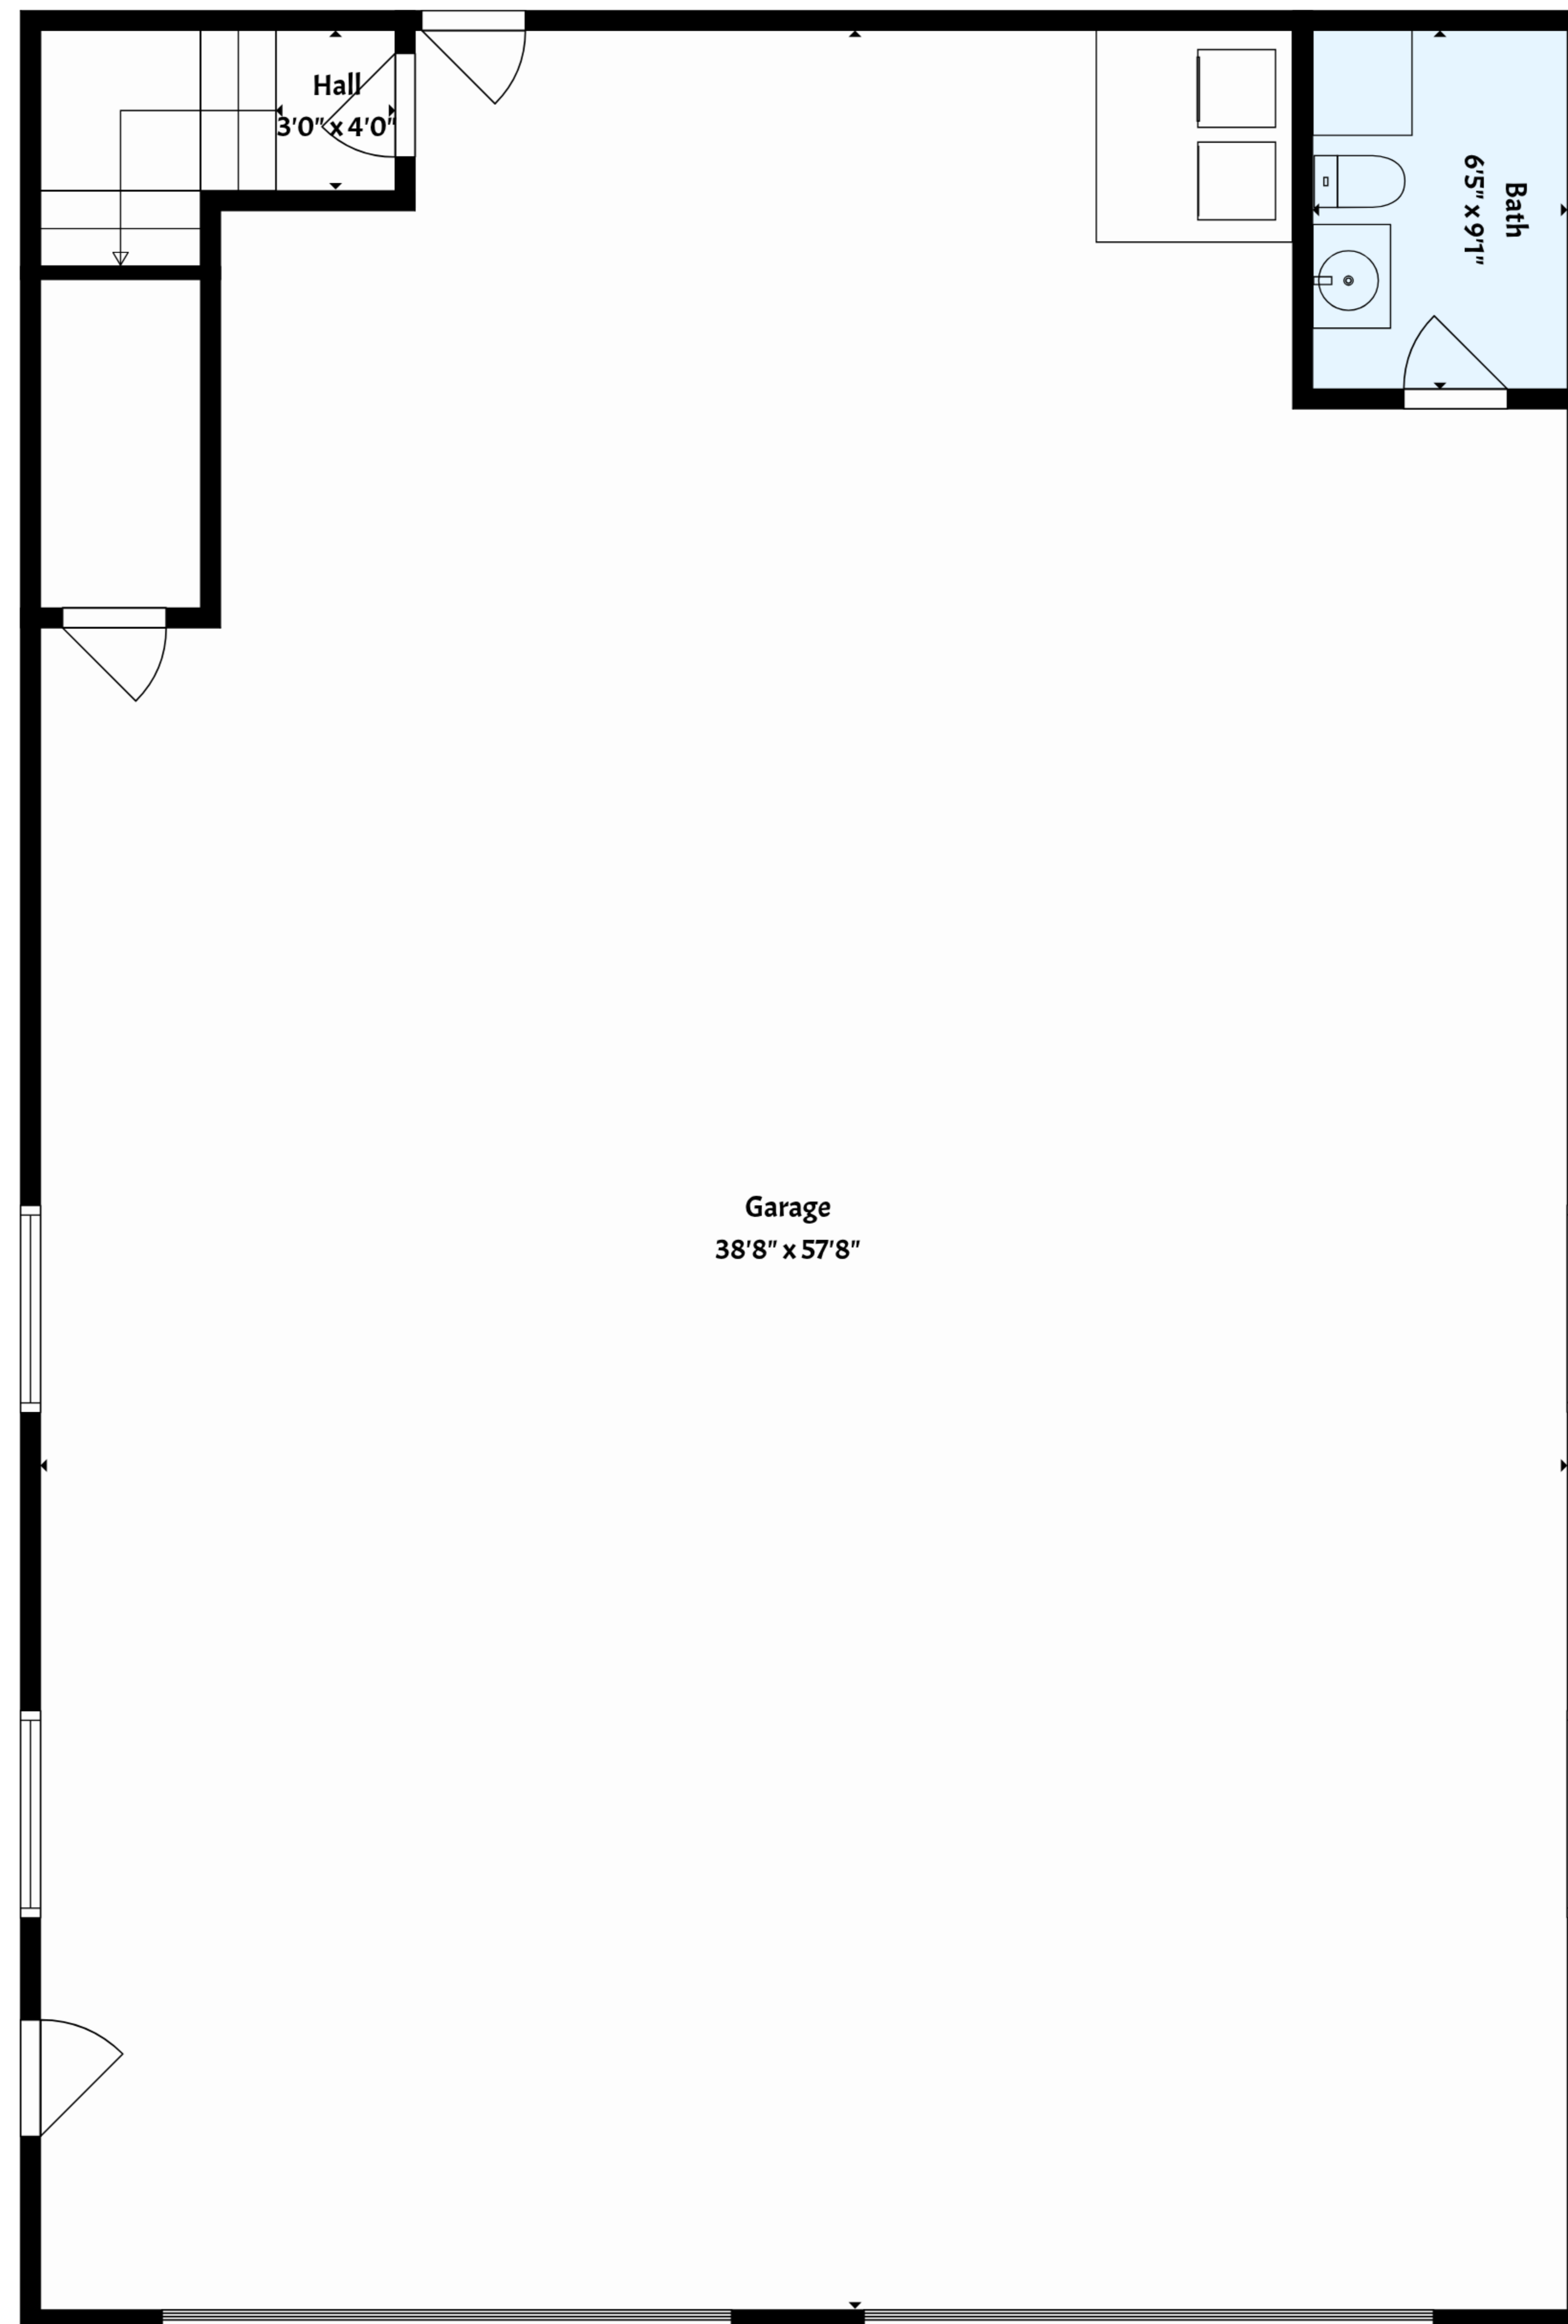 Hall
3'0" x 4'0"
Bath
6'5" x 9'1"
Garage
38'8" x 57'8"